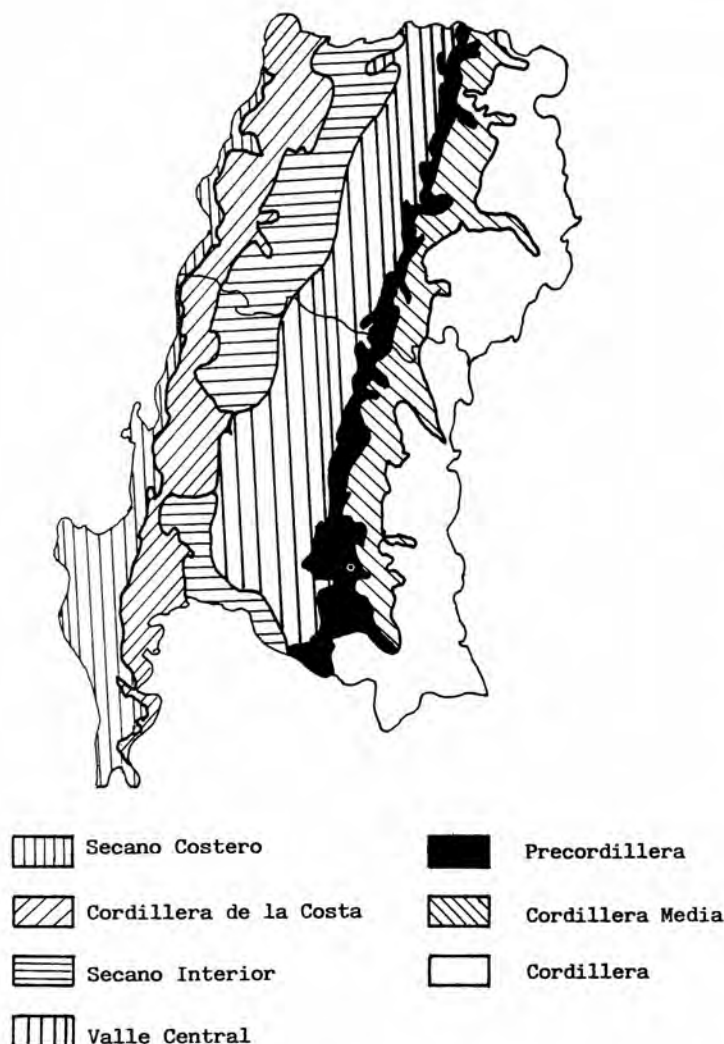 Secano Costero
Cordillera de la Costa
Secano Interior
Valle Central
Precordillera
Cordillera Media
Cordillera